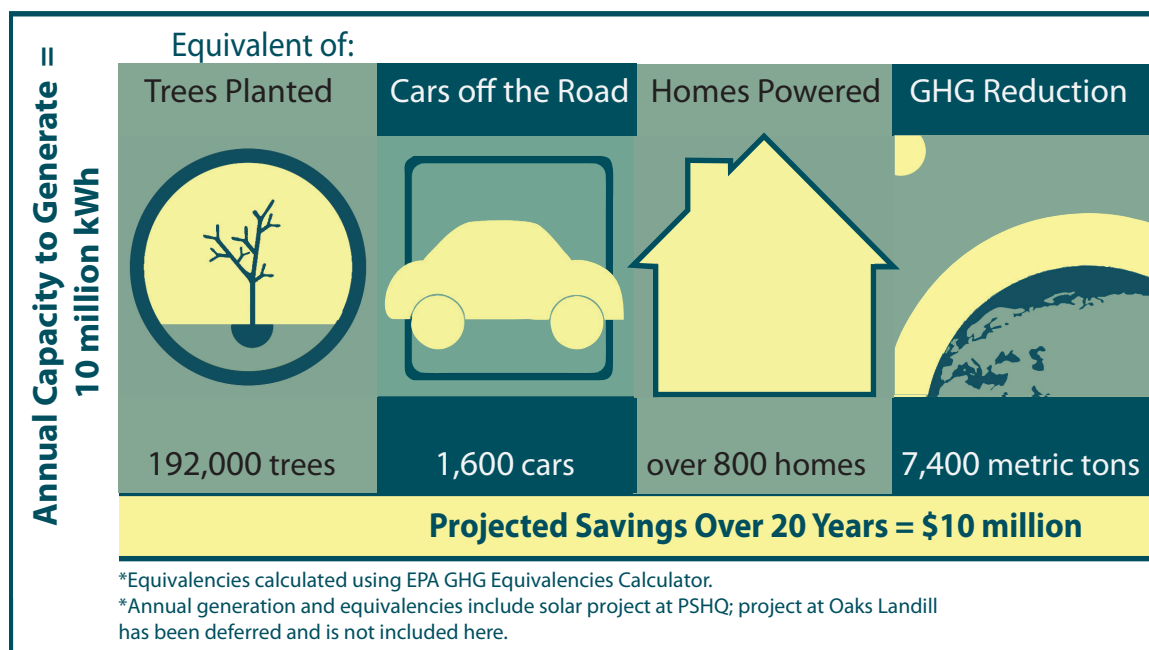 Annual Capacity to Generate =
10 million kWh
Equivalent of:
Trees Planted
Cars off the Road
Homes Powered
GHG Reduction
192,000 trees
1,600 cars
over 800 homes
7,400 metric tons
Projected Savings Over 20 Years = $10 million
*Equivalencies calculated using EPA GHG Equivalencies Calculator.
*Annual generation and equivalencies include solar project at PSHQ; project at Oaks Landill
has been deferred and is not included here.